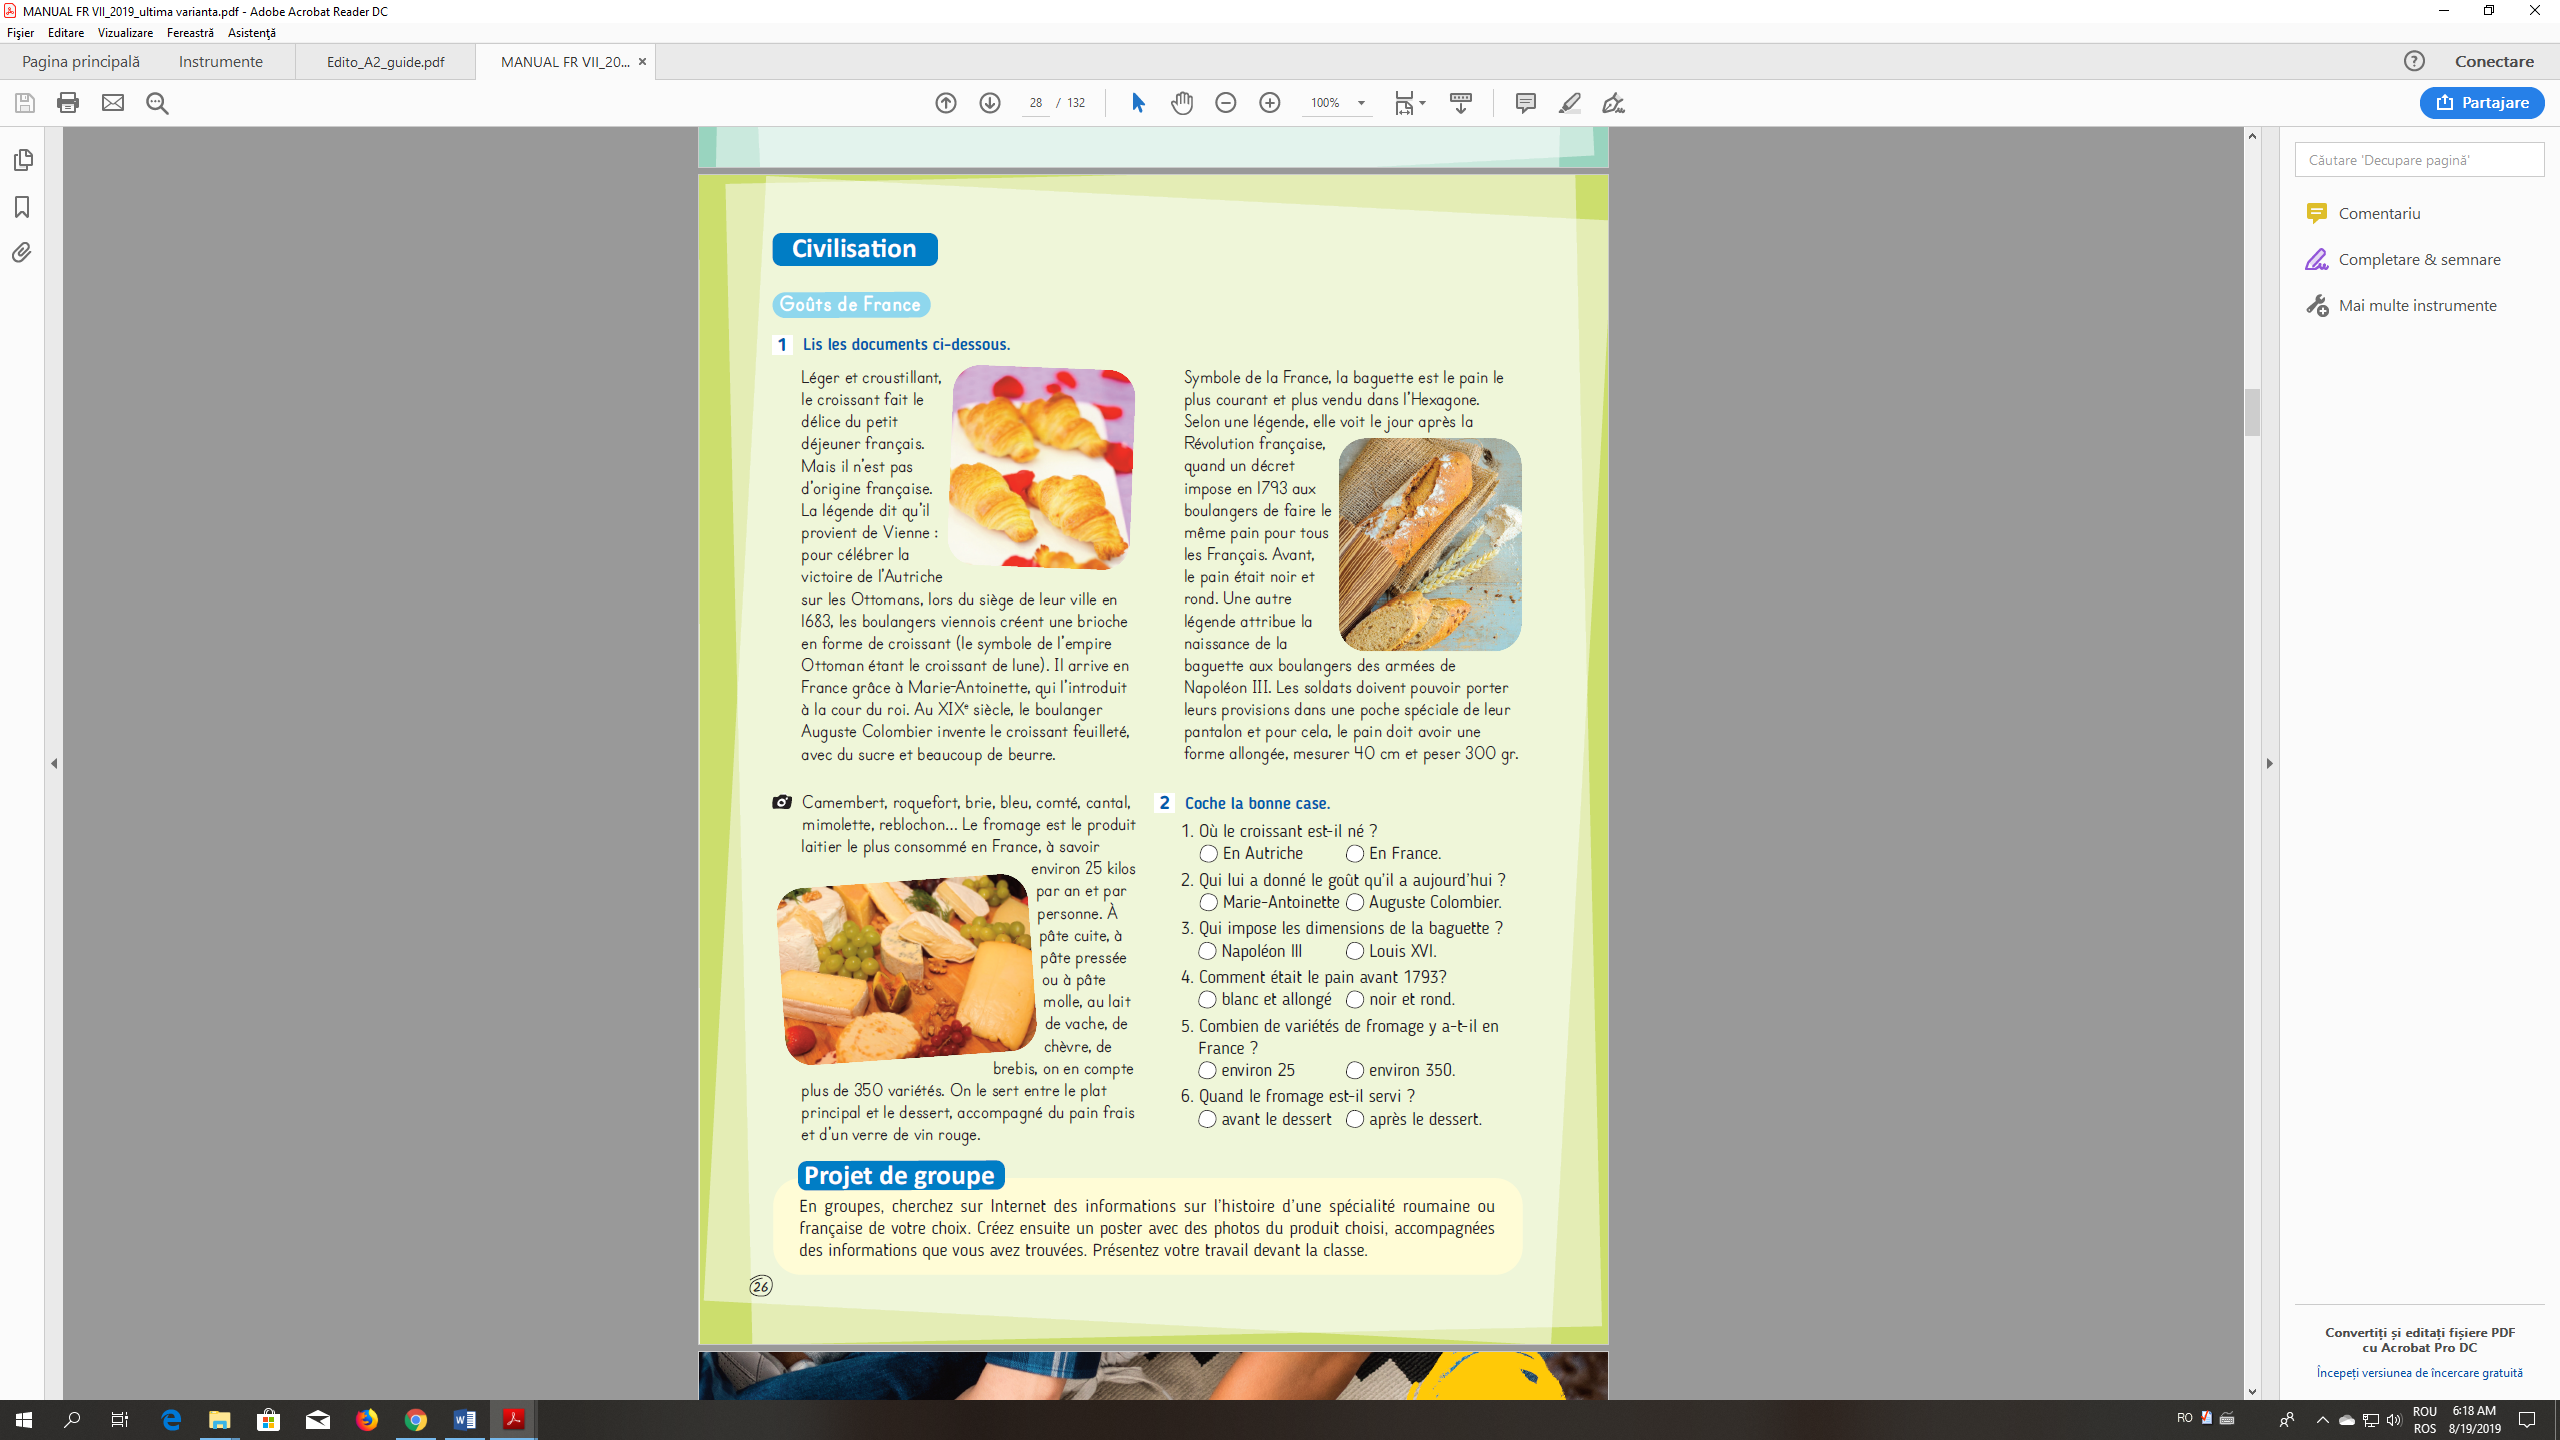 MANUAL FR VII_2019_ultima varianta.pdf - Adobe Acrobat Reader DC
Fișier Editare Vizualizare Fereastră Asistență
Pagina principală Instrumente Edito_A2_guide.pdf MANUAL FR VII_20... × Conectare
28 / 132 100% Partajare
Civilisation
Goûts de France
1 Lis les documents ci-dessous.
Léger et croustillant,
le croissant fait le
délice du petit
déjeuner français.
Mais il n'est pas
d'origine française.
La légende dit qu'il
provient de Vienne :
pour célébrer la
victoire de l'Autriche
sur les Ottomans, lors du siège de leur ville en
1683, les boulangers viennois créent une brioche
en forme de croissant (le symbole de l'empire
Ottoman étant le croissant de lune). Il arrive en
France grâce à Marie-Antoinette, qui l'introduit
à la cour du roi. Au XIXe siècle, le boulanger
Auguste Colombier invente le croissant feuilleté,
avec du sucre et beaucoup de beurre.
Symbole de la France, la baguette est le pain le
plus courant et plus vendu dans l'Hexagone.
Selon une légende, elle voit le jour après la
Révolution française,
quand un décret
impose en 1793 aux
boulangers de faire le
même pain pour tous
les Français. Avant,
le pain était noir et
rond. Une autre
légende attribue la
naissance de la
baguette aux boulangers des armées de
Napoléon III. Les soldats doivent pouvoir porter
leurs provisions dans une poche spéciale de leur
pantalon et pour cela, le pain doit avoir une
forme allongée, mesurer 40 cm et peser 300 gr.
Camembert, roquefort, brie, bleu, comté, cantal,
mimolette, reblochon... Le fromage est le produit
laitier le plus consommé en France, à savoir
environ 25 kilos
par an et par
personne. À
pâte cuite, à
pâte pressée
ou à pâte
molle, au lait
de vache, de
chèvre, de
brebis, on en compte
plus de 350 variétés. On le sert entre le plat
principal et le dessert, accompagné du pain frais
et d'un verre de vin rouge.
2 Coche la bonne case.
1. Où le croissant est-il né ?
En Autriche En France.
2. Qui lui a donné le goût qu'il a aujourd'hui ?
Marie-Antoinette Auguste Colombier.
3. Qui impose les dimensions de la baguette ?
Napoléon III Louis XVI.
4. Comment était le pain avant 1793?
blanc et allongé noir et rond.
5. Combien de variétés de fromage y a-t-il en
France ?
environ 25 environ 350.
6. Quand le fromage est-il servi ?
avant le dessert après le dessert.
Projet de groupe
En groupes, cherchez sur Internet des informations sur l'histoire d'une spécialité roumaine ou
française de votre choix. Créez ensuite un poster avec des photos du produit choisi, accompagnées
des informations que vous avez trouvées. Présentez votre travail devant la classe.
26
Căutare 'Decupare pagină'
Comentariu
Completare & semnare
Mai multe instrumente
Convertiți și editați fișiere PDF
cu Acrobat Pro DC
Începeți versiunea de încercare gratuită
RO
ROU
ROS
6:18 AM
8/19/2019